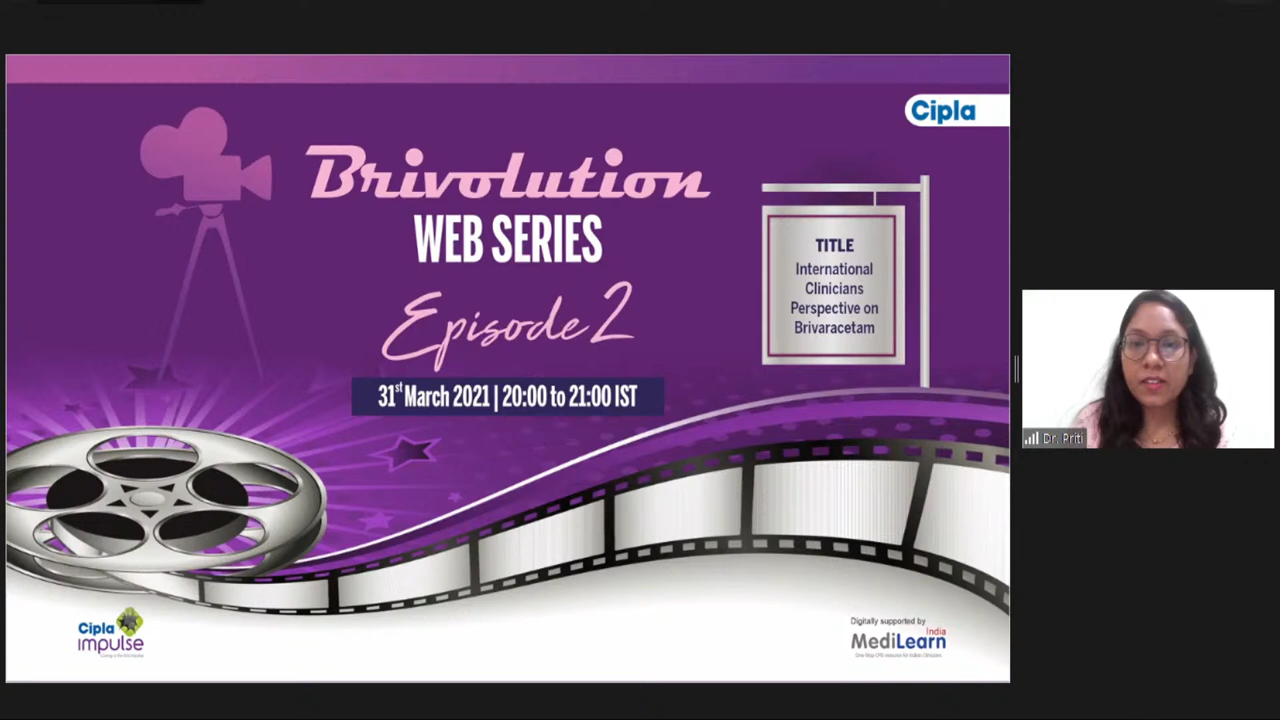 Cipla
Brivolution
WEB SERIES
Episode 2
31st March 2021 | 20:00 to 21:00 IST
TITLE
International
Clinicians
Perspective on
Brivaracetam
Dr. Priti
Cipla
impulse
Digitally supported by
India
MediLearn